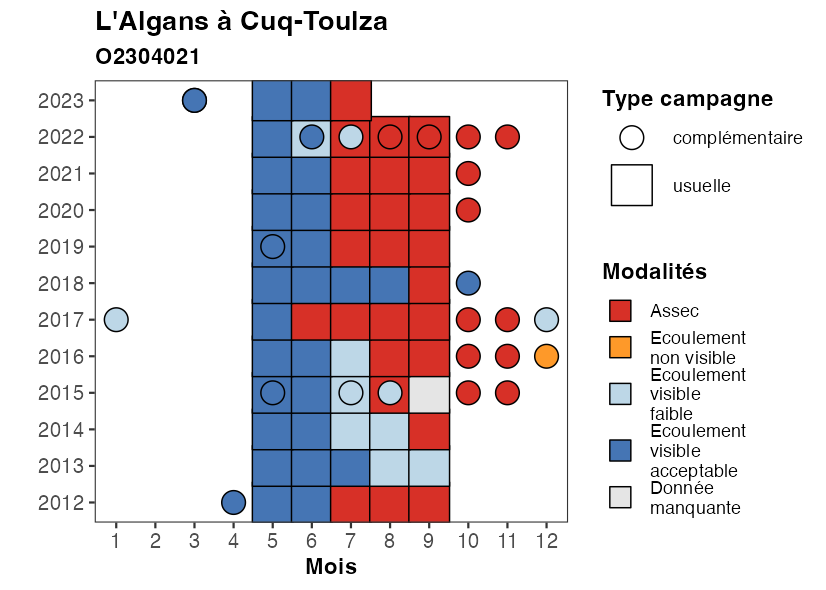 L'Algans à Cuq-Toulza
O2304021
2023
2022
2021
2020
2019
2018
2017
2016
2015
2014
2013
2012
1 2 3 4 5 6 7 8 9 10 11 12
Mois
Type campagne
complémentaire
usuelle
Modalités
Assec
Ecoulement
non visible
Ecoulement
visible
faible
Ecoulement
visible
acceptable
Donnée
manquante